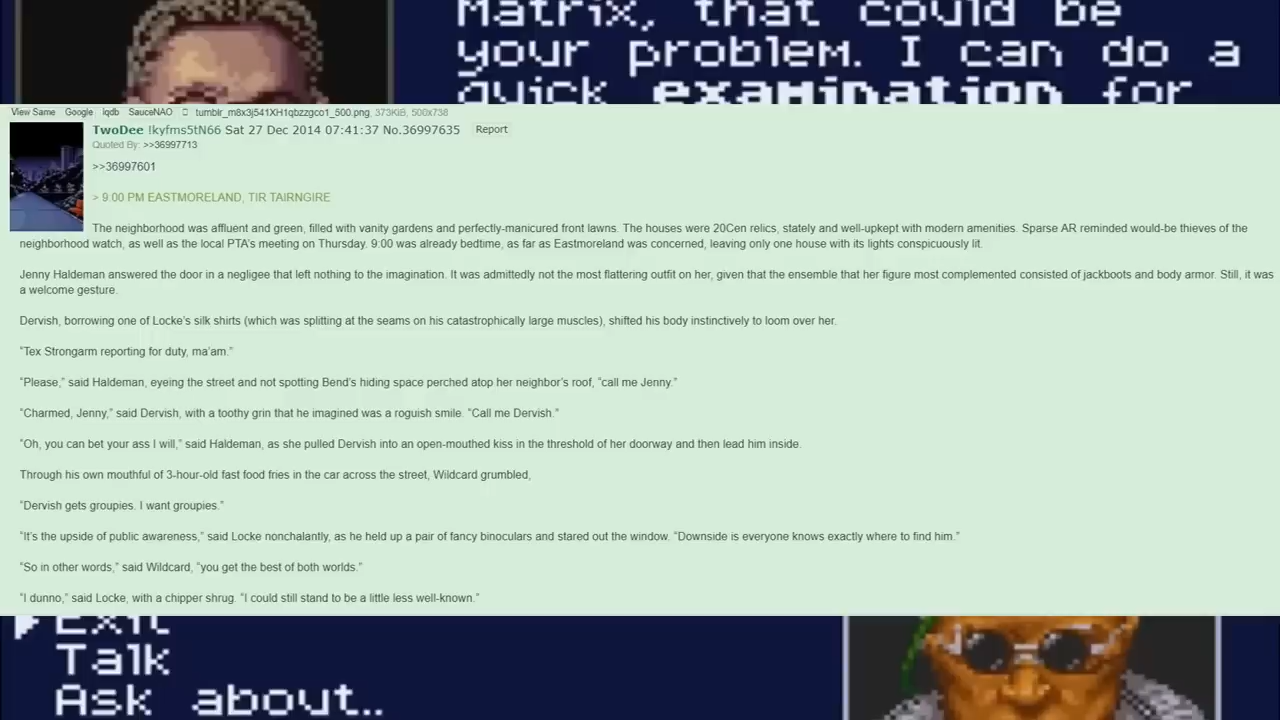 Matrix, that could be
your problem. I can do a
quick examination for
View Same Google Iqdb SauceNAO tumblr_m8x3j541XH1qbzzgco1_500.png, 373KiB, 500x738
TwoDee !kyfms5tN66 Sat 27 Dec 2014 07:41:37 No.36997635 Report
Quoted By: >>36997713
>>36997601
> 9:00 PM EASTMORELAND, TIR TAIRNGIRE
The neighborhood was affluent and green, filled with vanity gardens and perfectly-manicured front lawns. The houses were 20Cen relics, stately and well-upkept with modern amenities. Sparse AR reminded would-be thieves of the
neighborhood watch, as well as the local PTA's meeting on Thursday. 9:00 was already bedtime, as far as Eastmoreland was concerned, leaving only one house with its lights conspicuously lit.
Jenny Haldeman answered the door in a negligee that left nothing to the imagination. It was admittedly not the most flattering outfit on her, given that the ensemble that her figure most complemented consisted of jackboots and body armor. Still, it was
a welcome gesture.
Dervish, borrowing one of Locke's silk shirts (which was splitting at the seams on his catastrophically large muscles), shifted his body instinctively to loom over her.
"Tex Strongarm reporting for duty, ma'am."
"Please," said Haldeman, eyeing the street and not spotting Bend's hiding space perched atop her neighbor's roof, "call me Jenny."
"Charmed, Jenny," said Dervish, with a toothy grin that he imagined was a roguish smile. "Call me Dervish."
"Oh, you can bet your ass I will," said Haldeman, as she pulled Dervish into an open-mouthed kiss in the threshold of her doorway and then lead him inside.
Through his own mouthful of 3-hour-old fast food fries in the car across the street, Wildcard grumbled,
"Dervish gets groupies. I want groupies."
"It's the upside of public awareness," said Locke nonchalantly, as he held up a pair of fancy binoculars and stared out the window. "Downside is everyone knows exactly where to find him."
"So in other words," said Wildcard, "you get the best of both worlds."
"I dunno," said Locke, with a chipper shrug. "I could still stand to be a little less well-known."
Exit
Talk
Ask about..